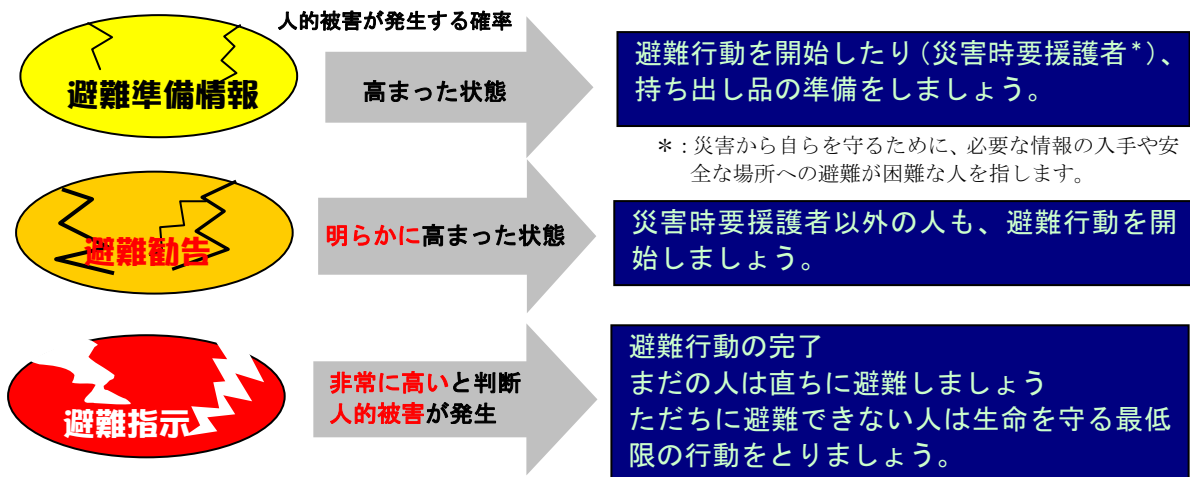 人的被害が発生する確率
避難準備情報
高まった状態
避難行動を開始したり(災害時要援護者*)、
持ち出し品の準備をしましょう。
*:災害から自らを守るために、必要な情報の入手や安
全な場所への避難が困難な人を指します。
避難勧告
明らかに高まった状態
災害時要援護者以外の人も、避難行動を開
始しましょう。
避難指示
非常に高いと判断
人的被害が発生
避難行動の完了
まだの人は直ちに避難しましょう
ただちに避難できない人は生命を守る最低
限の行動をとりましょう。